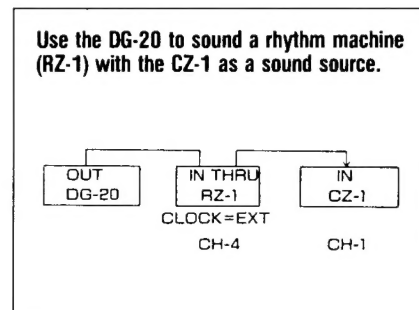 Use the DG-20 to sound a rhythm machine
(RZ-1) with the CZ-1 as a sound source.
OUT
DG-20
IN THRU
RZ-1
IN
CZ-1
CLOCK=EXT
CH-4
CH-1